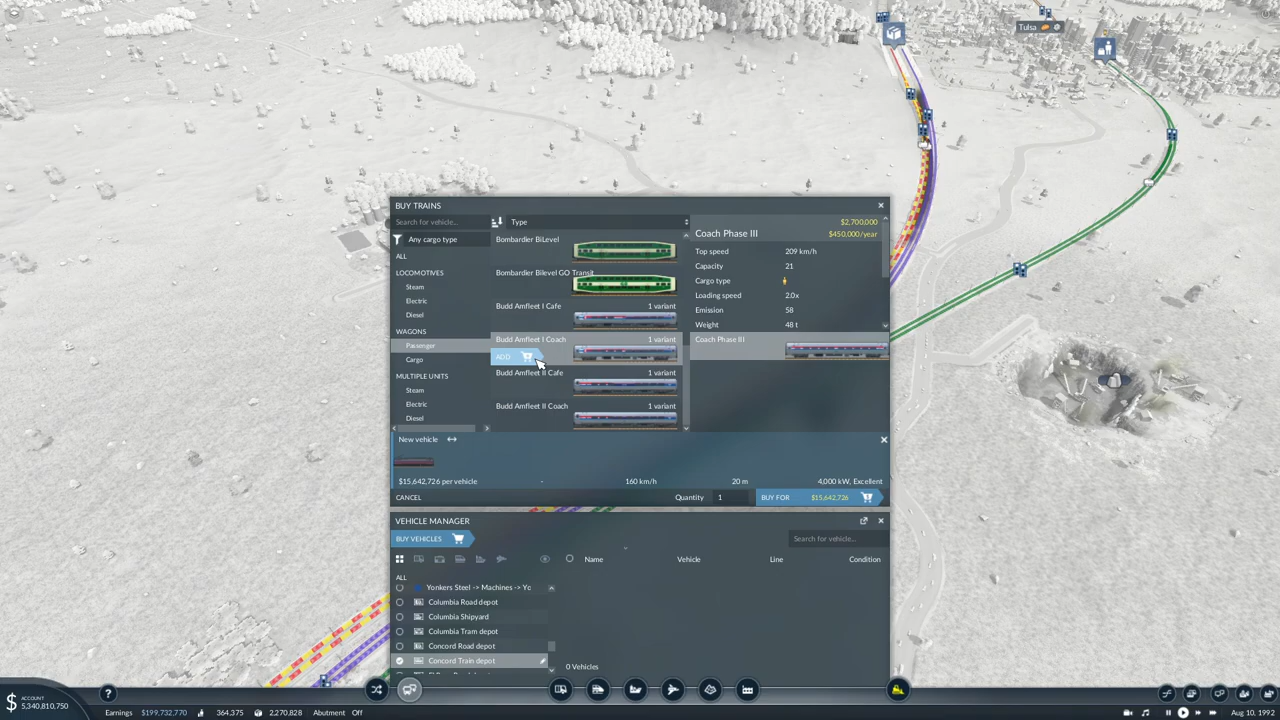 Tulsa
BUY TRAINS
Search for vehicle...
Type
Any cargo type
ALL
LOCOMOTIVES
Steam
Electric
Diesel
WAGONS
Passenger
Cargo
MULTIPLE UNITS
Steam
Electric
Diesel
Bombardier BiLevel
Bombardier Bilevel GO Transit
Budd Amfleet I Cafe 1 variant
Budd Amfleet I Coach 1 variant
ADD
Budd Amfleet II Cafe 1 variant
Budd Amfleet II Coach 1 variant
$2,700,000
Coach Phase III $450,000/year
Top speed 209 km/h
Capacity 21
Cargo type
Loading speed 2.0x
Emission 58
Weight 48 t
Coach Phase III
New vehicle
$15,642,726 per vehicle - 160 km/h 20 m 4,000 kW, Excellent
CANCEL Quantity 1 BUY FOR $15,642,726
VEHICLE MANAGER
BUY VEHICLES Search for vehicle...
Name Vehicle Line Condition
ALL
Yonkers Steel -> Machines -> Yo
Columbia Road depot
Columbia Shipyard
Columbia Tram depot
Concord Road depot
Concord Train depot
0 Vehicles
$ ACCOUNT
5,340,810,750
?
Earnings $199,732,770 364,375 2,270,828 Abutment Off Aug 10, 1992